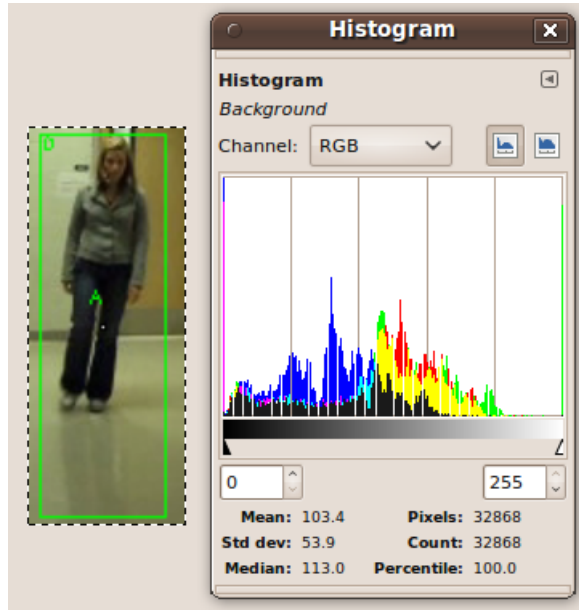 Histogram
Histogram
Background
Channel: RGB
D
A
0 255
Mean: 103.4 Pixels: 32868
Std dev: 53.9 Count: 32868
Median: 113.0 Percentile: 100.0